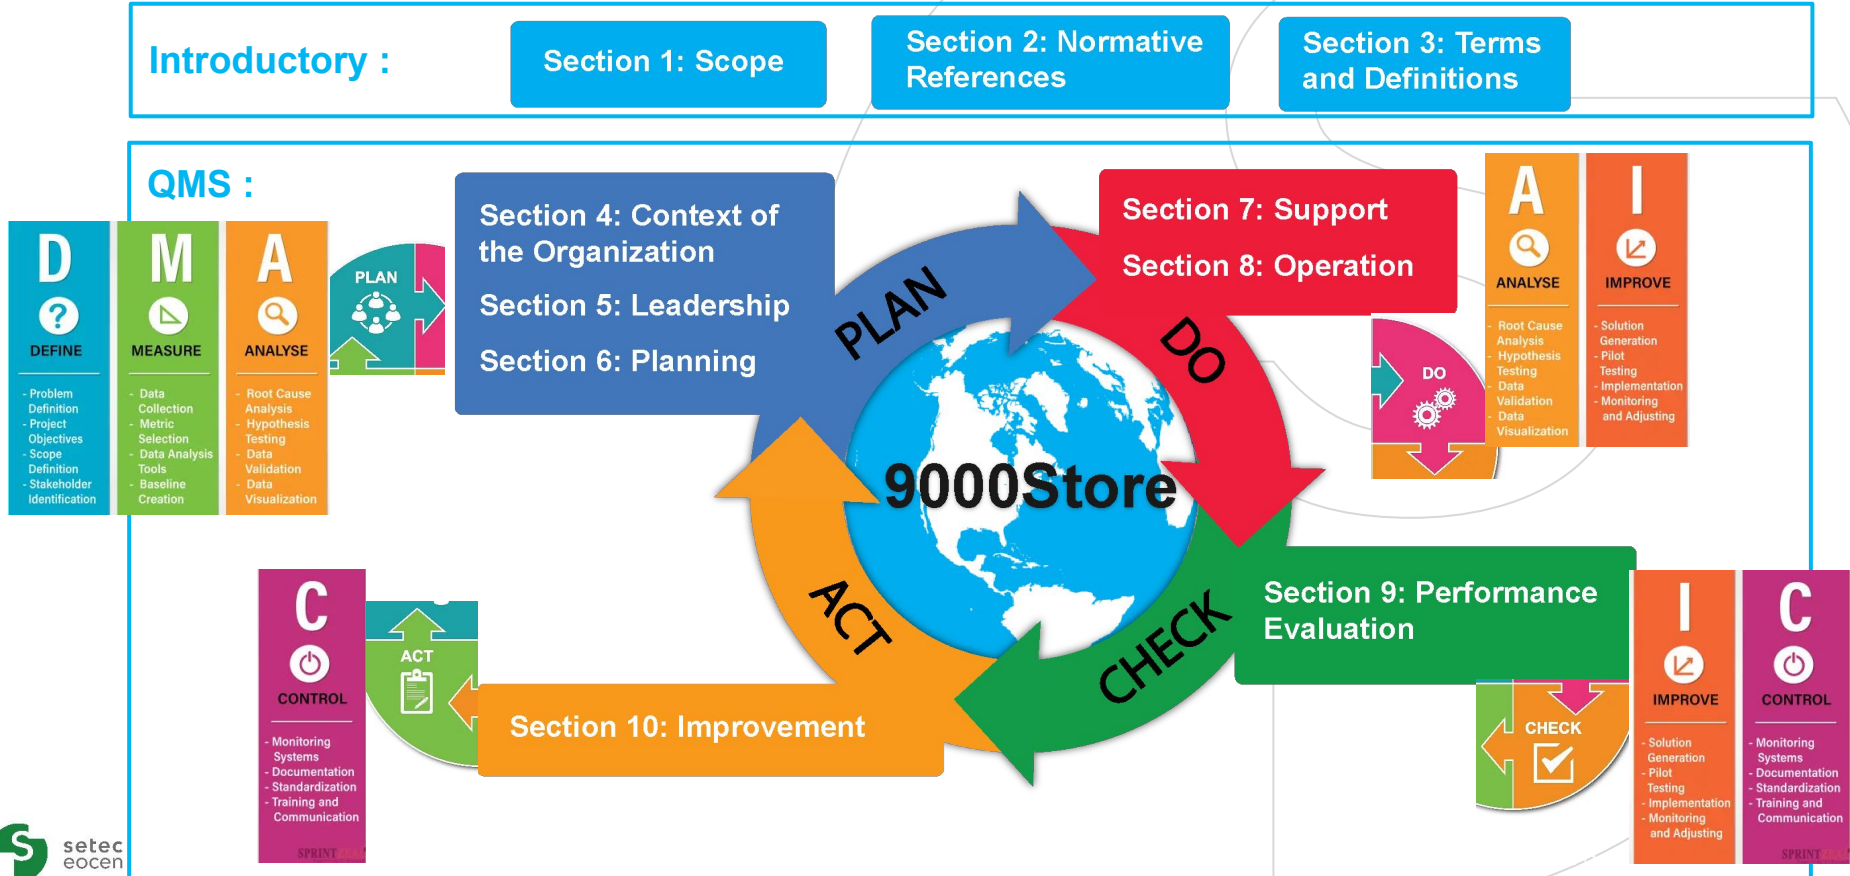 Introductory :
Section 1: Scope
Section 2: Normative
References
Section 3: Terms
and Definitions
QMS :
D
DEFINE
- Problem
Definition
- Project
Objectives
- Scope
Definition
- Stakeholder
Identification
M
MEASURE
- Data
Collection
- Metric
Selection
- Data Analysis
Tools
- Baseline
Creation
A
ANALYSE
- Root Cause
Analysis
- Hypothesis
Testing
- Data
Validation
- Data
Visualization
PLAN
Section 4: Context of
the Organization
Section 5: Leadership
Section 6: Planning
PLAN
DO
CHECK
ACT
9000Store
Section 7: Support
Section 8: Operation
DO
A
ANALYSE
- Root Cause
Analysis
- Hypothesis
Testing
- Data
Validation
- Data
Visualization
I
IMPROVE
- Solution
Generation
- Pilot
Testing
- Implementation
- Monitoring
and Adjusting
Section 9: Performance
Evaluation
CHECK
I
IMPROVE
- Solution
Generation
- Pilot
Testing
- Implementation
- Monitoring
and Adjusting
C
CONTROL
- Monitoring
Systems
- Documentation
- Standardization
- Training and
Communication
SPRINT
C
CONTROL
- Monitoring
Systems
- Documentation
- Standardization
- Training and
Communication
SPRINT
ACT
Section 10: Improvement
S
setec
eocen